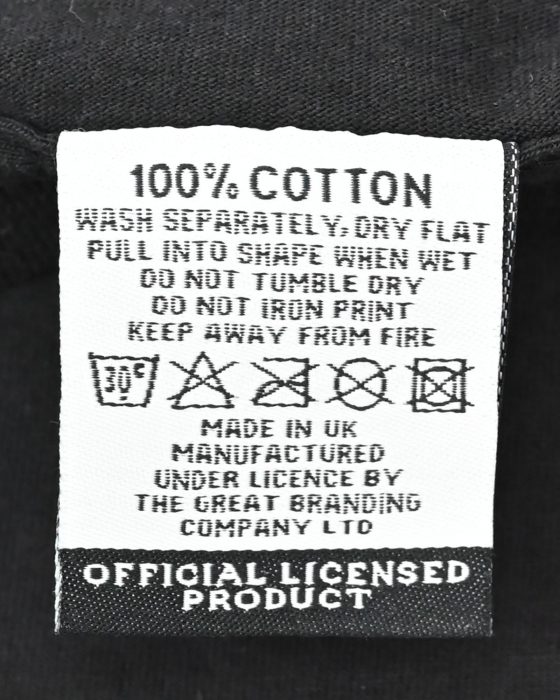 100% COTTON
WASH SEPARATELY, DRY FLAT
PULL INTO SHAPE WHEN WET
DO NOT TUMBLE DRY
DO NOT IRON PRINT
KEEP AWAY FROM FIRE
30°C
MADE IN UK
MANUFACTURED
UNDER LICENCE BY
THE GREAT BRANDING
COMPANY LTD
OFFICIAL LICENSED
PRODUCT